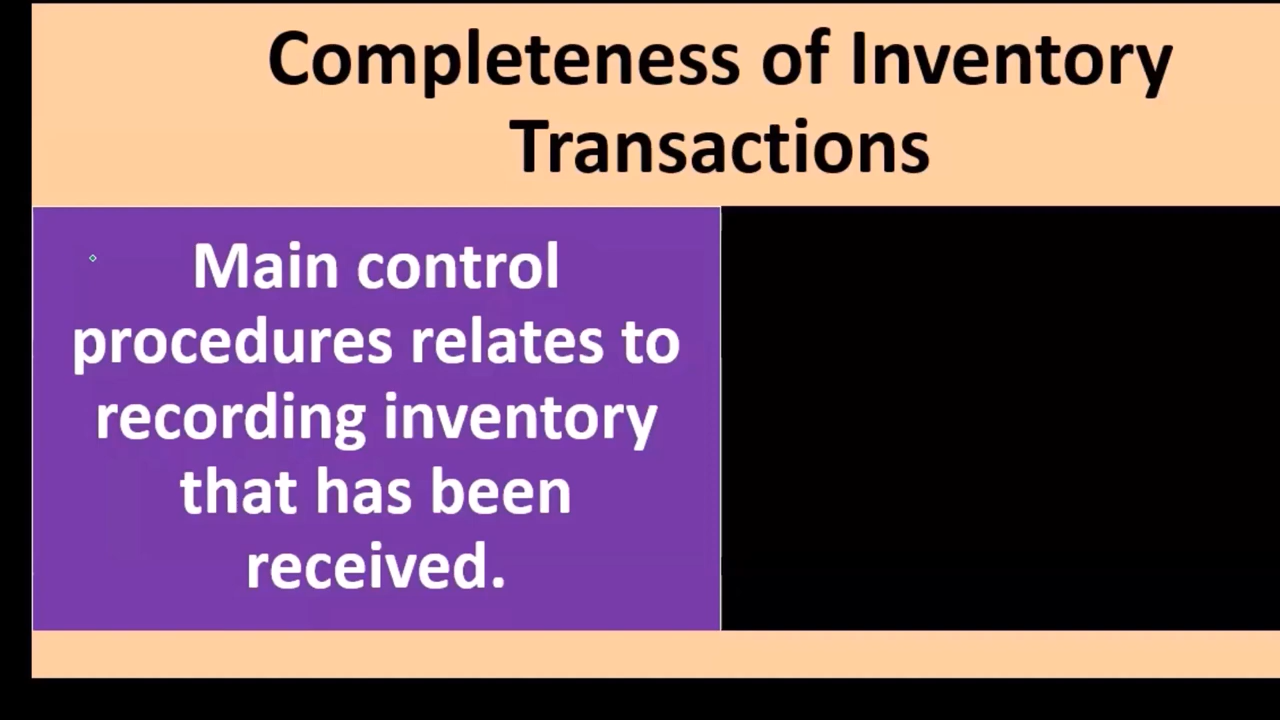 Completeness of Inventory
Transactions
Main control
procedures relates to
recording inventory
that has been
received.